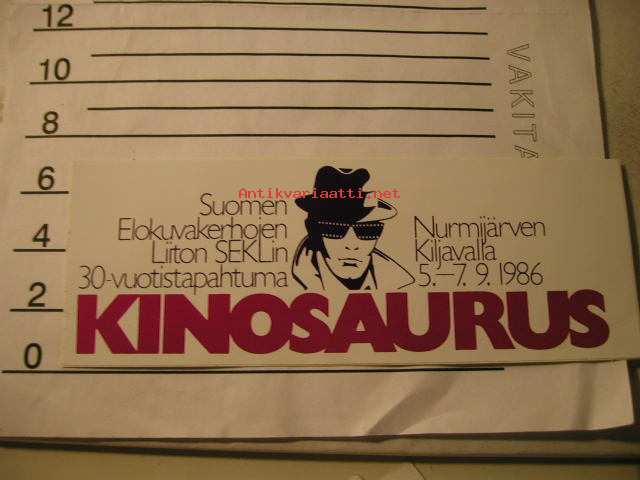 12
10
8
6
4
2
0
VAKITA
Antikvariaatti.net
Suomen
Elokuvakerhojen
Liiton SEKLin
30-vuotistapahtuma
Nurmijärven
Kiljavalla
5.—7. 9. 1986
KINOSAURUS